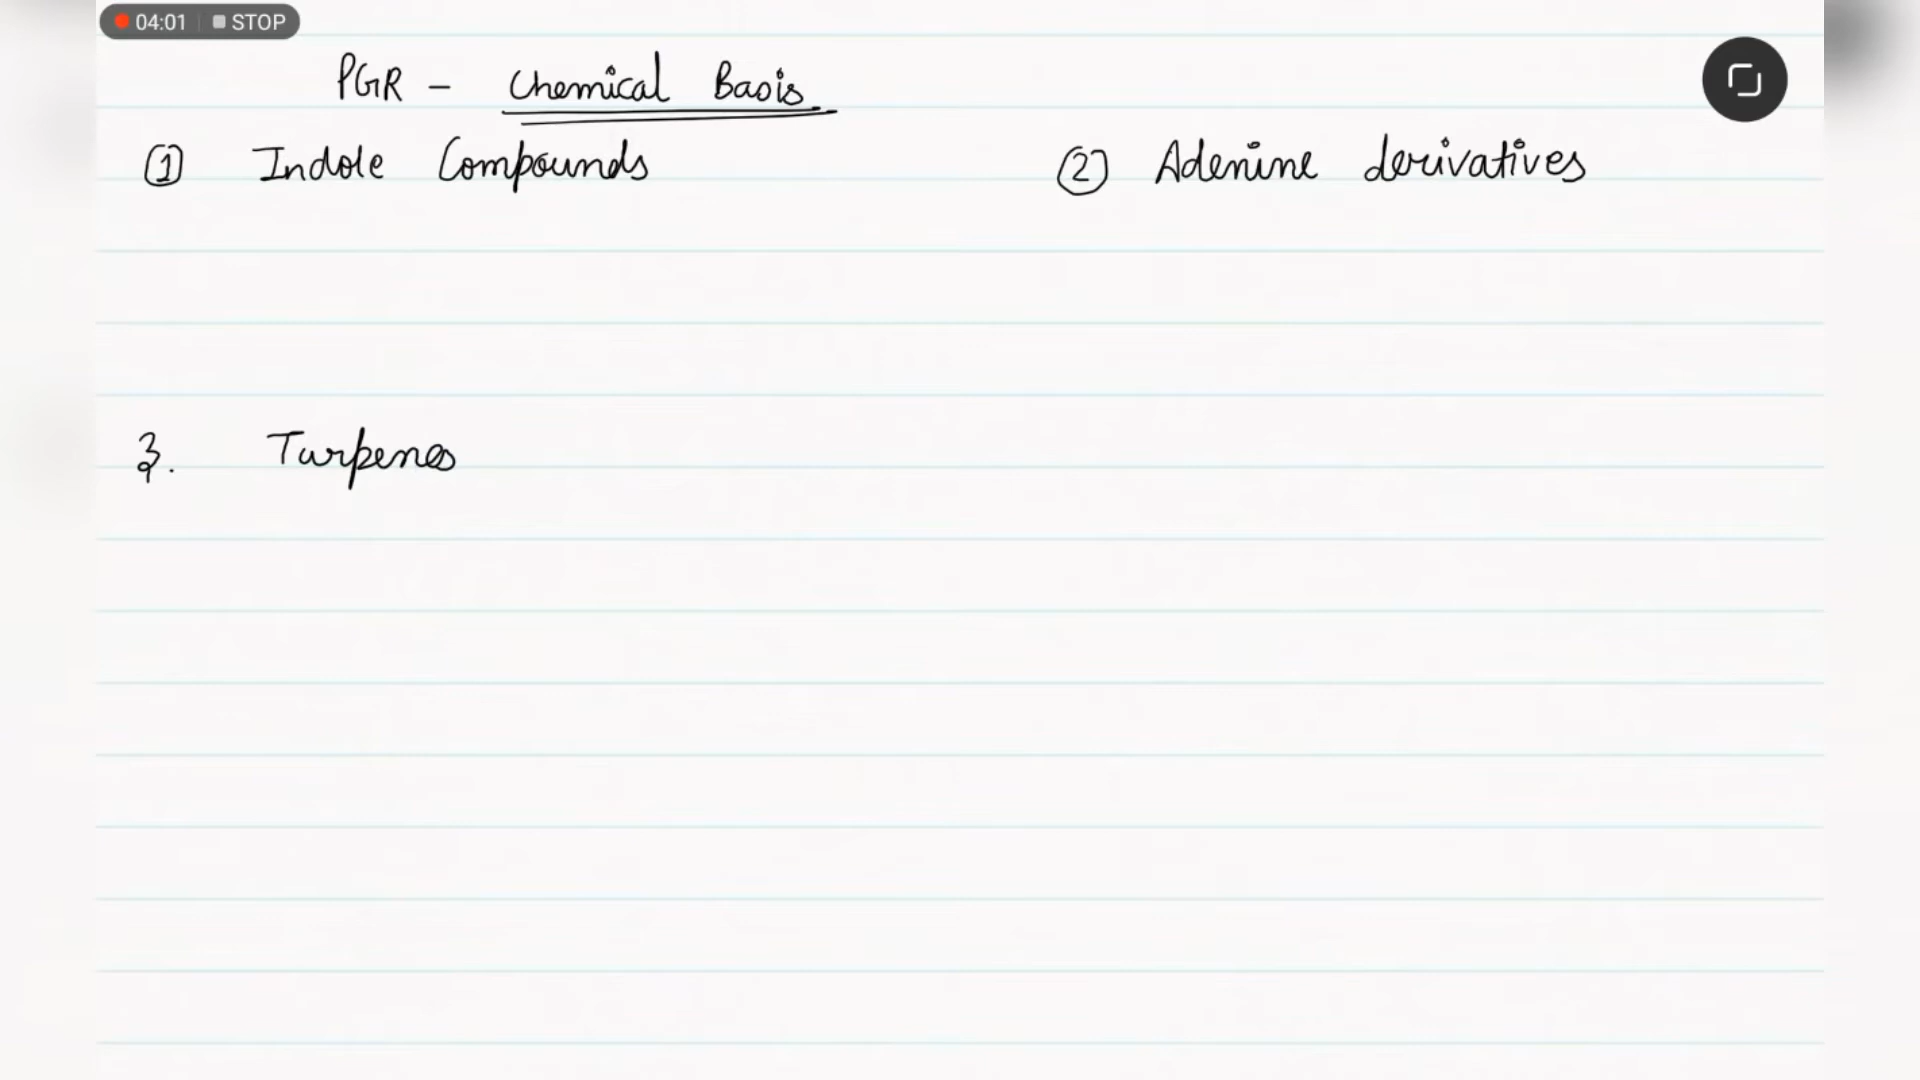 04:01 STOP
PGR - Chemical Basis
① Indole Compounds
② Adenine derivatives
3. Turpenes